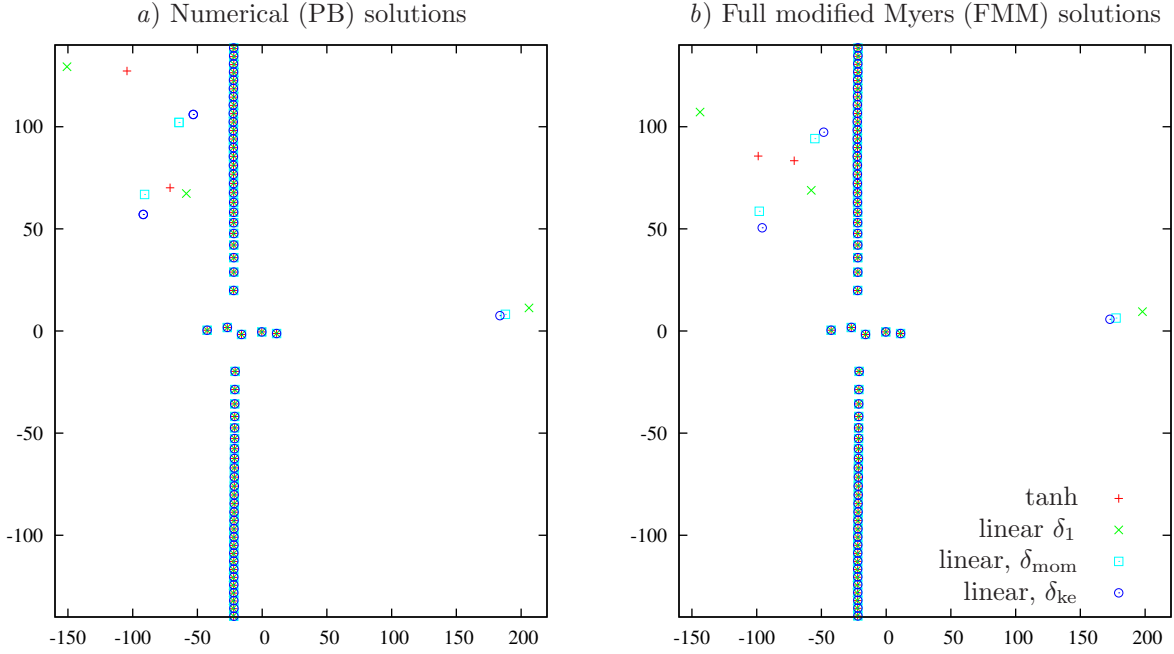 a) Numerical (PB) solutions
b) Full modified Myers (FMM) solutions
100
50
0
-50
-100
-150 -100 -50 0 50 100 150 200
100
50
0
-50
-100
-150 -100 -50 0 50 100 150 200
tanh
linear δ₁
linear, δmom
linear, δke